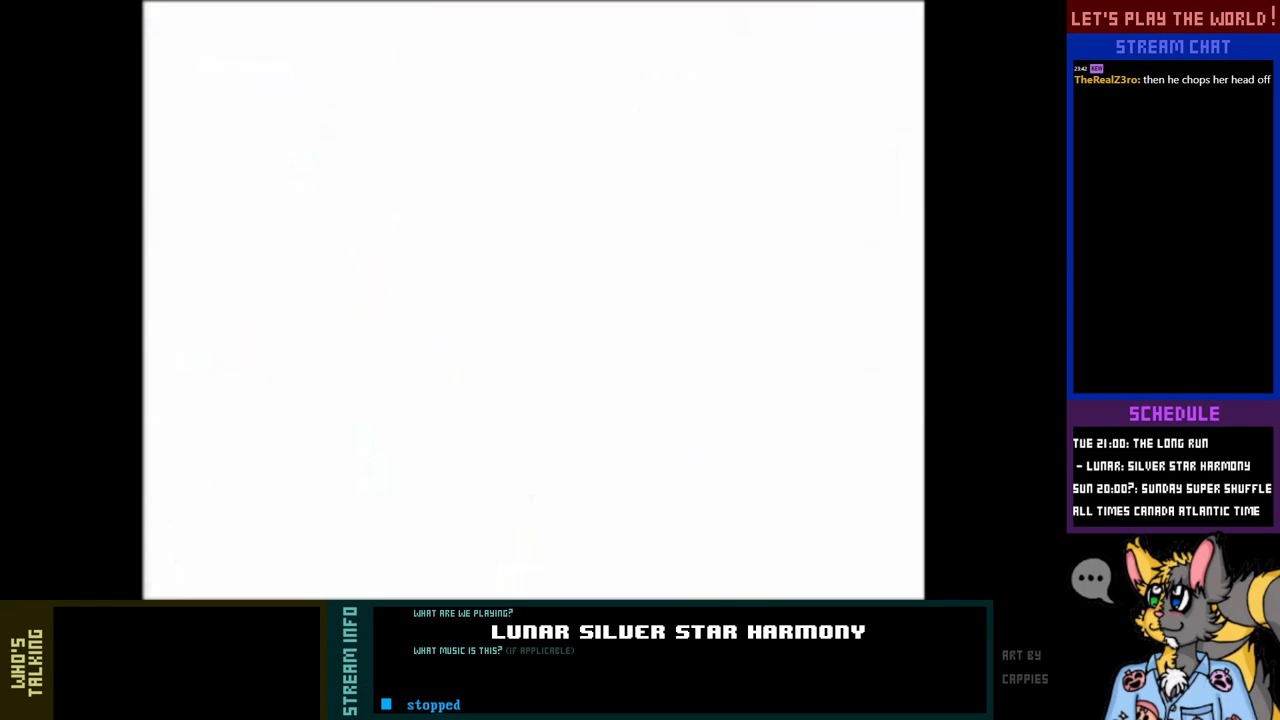 LET'S PLAY THE WORLD!
STREAM CHAT
23:42 NEW
TheRealZ3ro: then he chops her head off
SCHEDULE
TUE 21:00: THE LONG RUN
- LUNAR: SILVER STAR HARMONY
SUN 20:00?: SUNDAY SUPER SHUFFLE
ALL TIMES CANADA ATLANTIC TIME
WHO'S
TALKING
STREAM INFO
WHAT ARE WE PLAYING?
LUNAR SILVER STAR HARMONY
WHAT MUSIC IS THIS? (IF APPLICABLE)
stopped
ART BY
CAPPIES